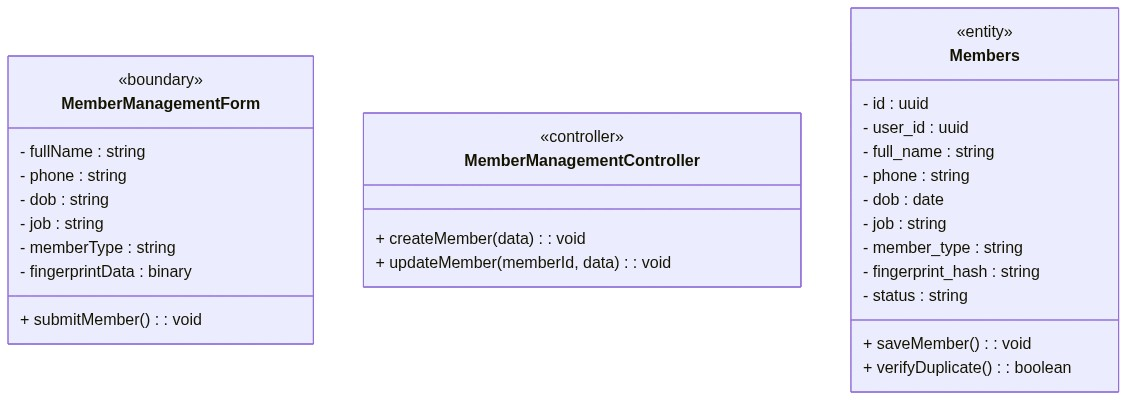 «boundary»
MemberManagementForm
- fullName : string
- phone : string
- dob : string
- job : string
- memberType : string
- fingerprintData : binary
+ submitMember() : : void
«controller»
MemberManagementController
+ createMember(data) : : void
+ updateMember(memberId, data) : : void
«entity»
Members
- id : uuid
- user_id : uuid
- full_name : string
- phone : string
- dob : date
- job : string
- member_type : string
- fingerprint_hash : string
- status : string
+ saveMember() : : void
+ verifyDuplicate() : : boolean